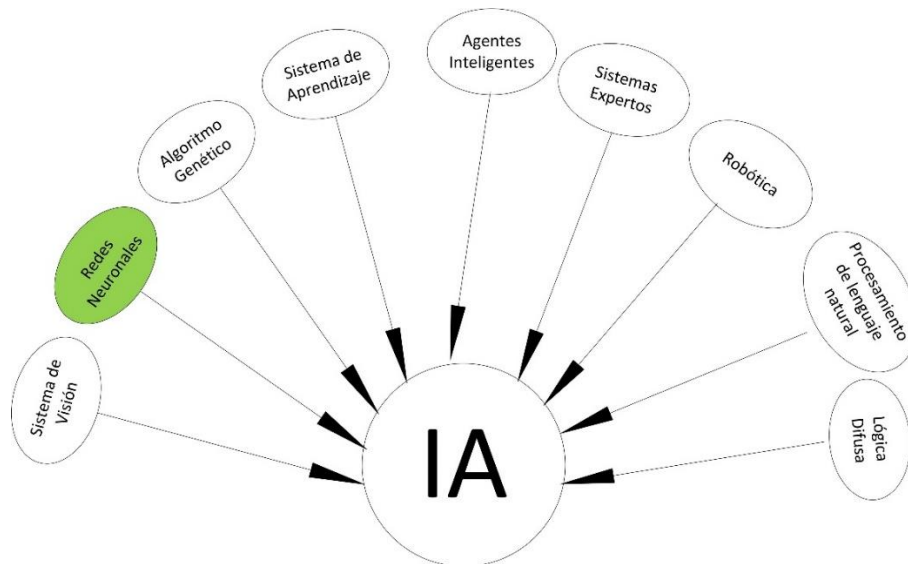 Agentes
Inteligentes
Sistema de
Aprendizaje
Sistemas
Expertos
Algoritmo
Genético
Robótica
Redes
Neuronales
Procesamiento
de lenguaje
natural
Sistema de
Visión
Lógica
Difusa
IA